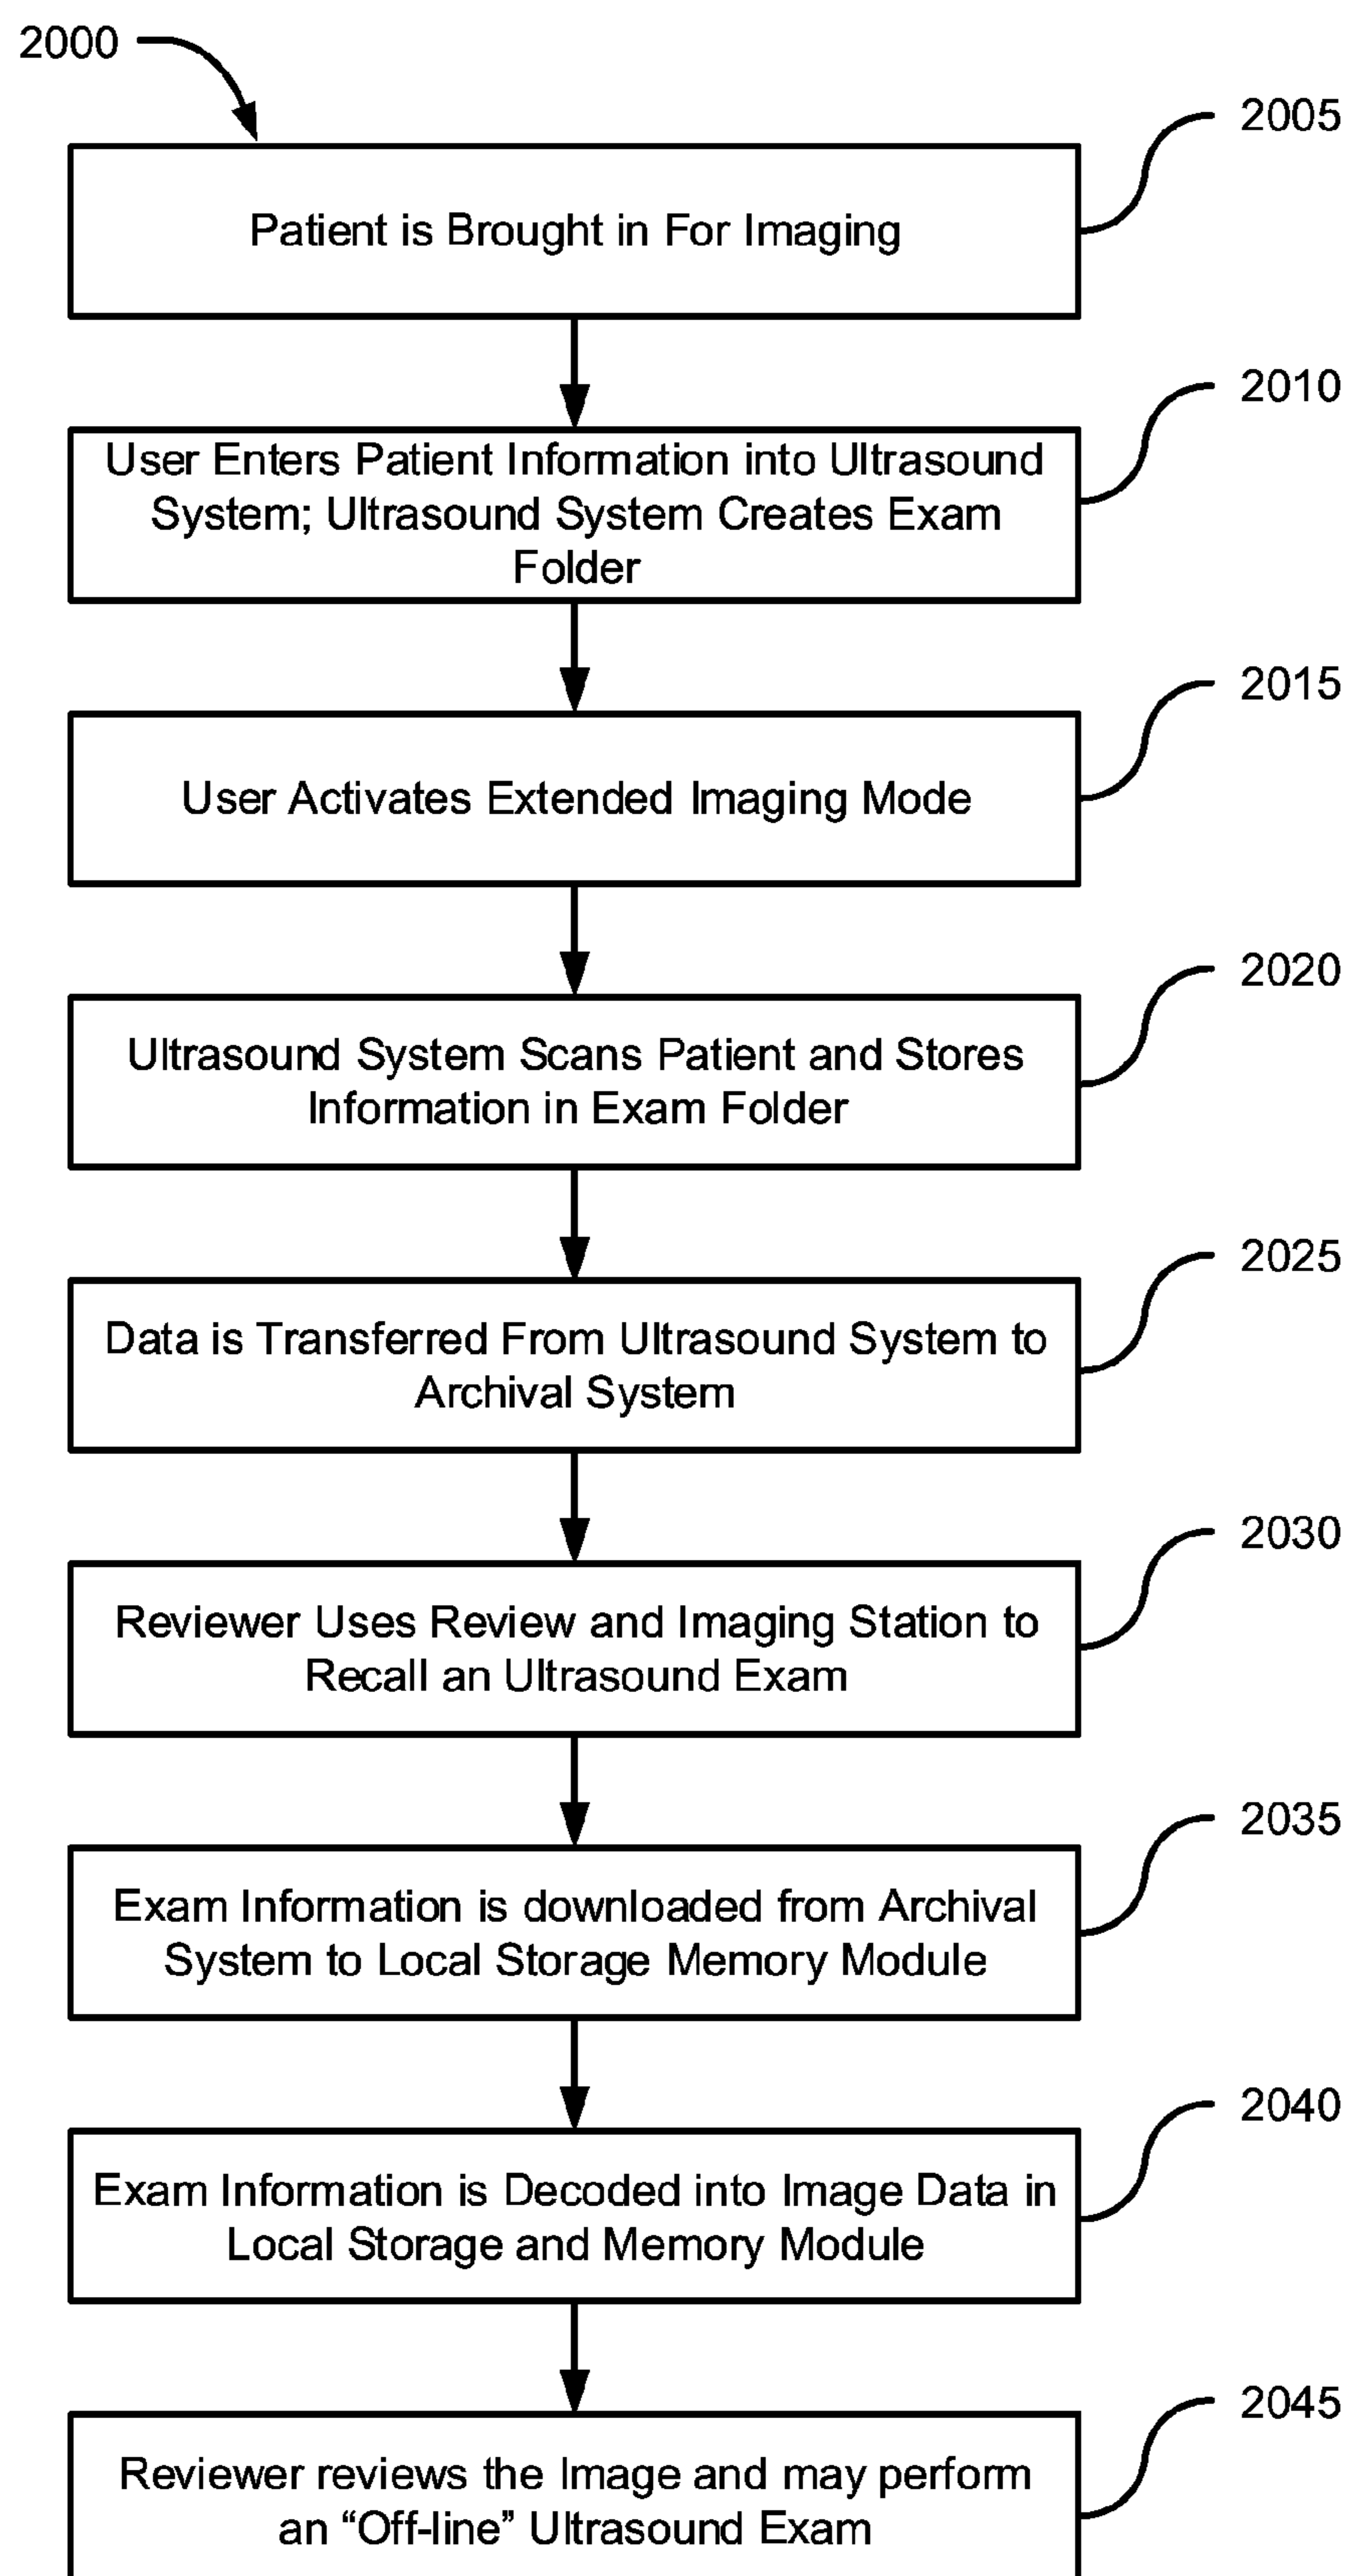 2000
2005
Patient is Brought in For Imaging
2010
User Enters Patient Information into Ultrasound
System; Ultrasound System Creates Exam
Folder
2015
User Activates Extended Imaging Mode
2020
Ultrasound System Scans Patient and Stores
Information in Exam Folder
2025
Data is Transferred From Ultrasound System to
Archival System
2030
Reviewer Uses Review and Imaging Station to
Recall an Ultrasound Exam
2035
Exam Information is downloaded from Archival
System to Local Storage Memory Module
2040
Exam Information is Decoded into Image Data in
Local Storage and Memory Module
2045
Reviewer reviews the Image and may perform
an “Off-line” Ultrasound Exam